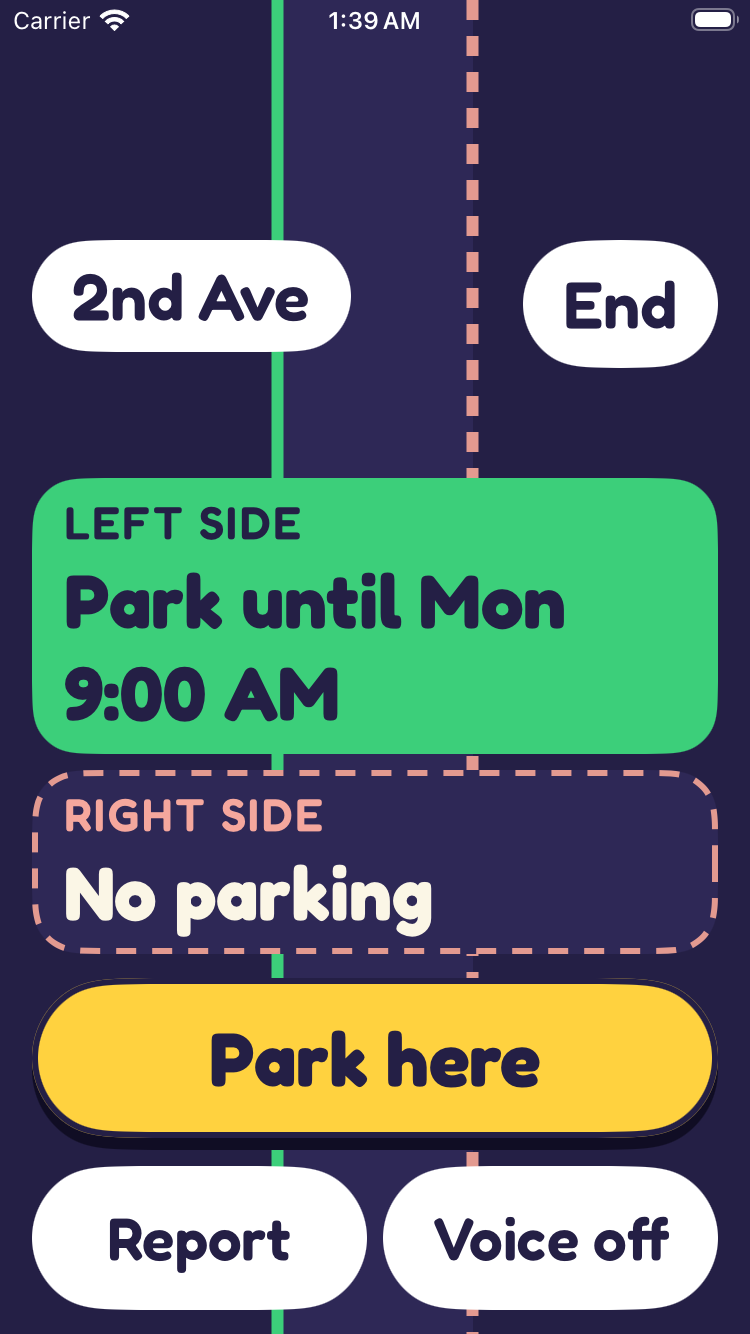 Carrier 1:39 AM
2nd Ave
End
LEFT SIDE
Park until Mon
9:00 AM
RIGHT SIDE
No parking
Park here
Report
Voice off